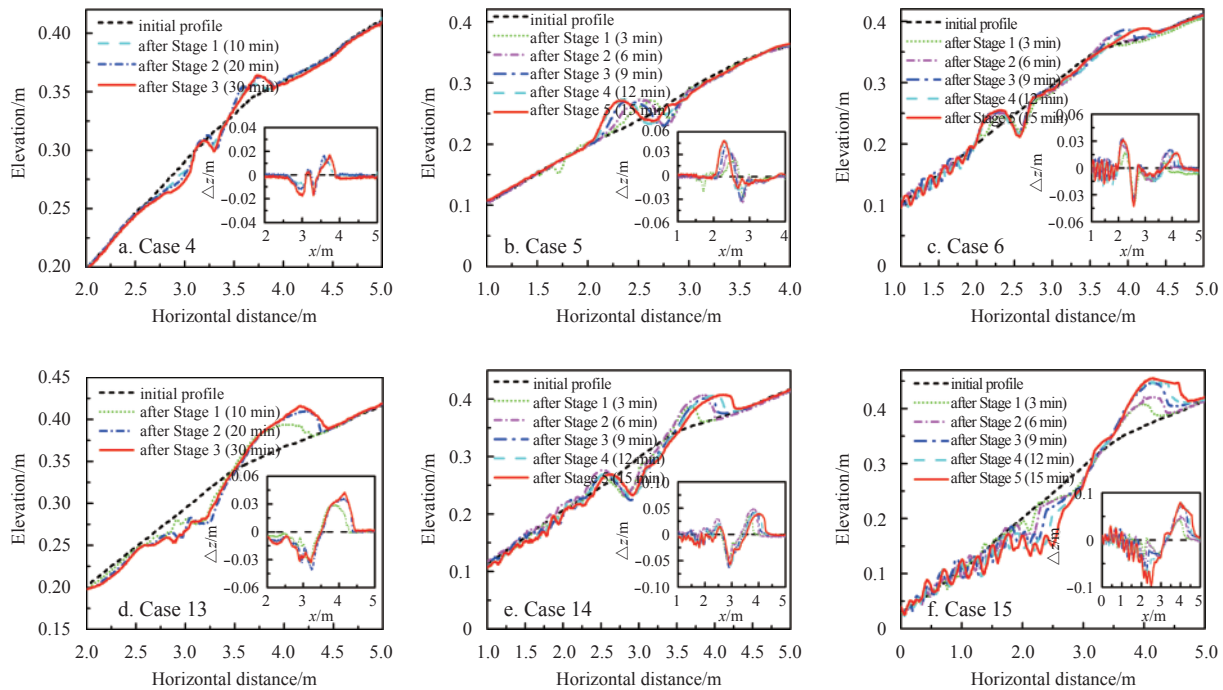 0.40
0.35
0.30
0.25
0.20
Elevation/m
initial profile
after Stage 1 (10 min)
after Stage 2 (20 min)
after Stage 3 (30 min)
0.04
0.02
0
−0.02
−0.04
△z/m
2 3 4 5
x/m
a. Case 4
2.0 2.5 3.0 3.5 4.0 4.5 5.0
Horizontal distance/m
0.4
0.3
0.2
0.1
0
Elevation/m
initial profile
after Stage 1 (3 min)
after Stage 2 (6 min)
after Stage 3 (9 min)
after Stage 4 (12 min)
after Stage 5 (15 min)
0.06
0.03
0
−0.03
−0.06
△z/m
1 2 3 4
x/m
b. Case 5
1.0 1.5 2.0 2.5 3.0 3.5 4.0
Horizontal distance/m
0.4
0.3
0.2
0.1
0
Elevation/m
initial profile
after Stage 1 (3 min)
after Stage 2 (6 min)
after Stage 3 (9 min)
after Stage 4 (12 min)
after Stage 5 (15 min)
0.06
0.03
0
−0.03
−0.06
△z/m
1 2 3 4 5
x/m
c. Case 6
1.0 1.5 2.0 2.5 3.0 3.5 4.0 4.5 5.0
Horizontal distance/m
0.45
0.40
0.35
0.30
0.25
0.20
0.15
Elevation/m
initial profile
after Stage 1 (10 min)
after Stage 2 (20 min)
after Stage 3 (30 min)
0.06
0.03
0
−0.03
−0.06
△z/m
2 3 4 5
x/m
d. Case 13
2.0 2.5 3.0 3.5 4.0 4.5 5.0
Horizontal distance/m
0.4
0.3
0.2
0.1
0
Elevation/m
initial profile
after Stage 1 (3 min)
after Stage 2 (6 min)
after Stage 3 (9 min)
after Stage 4 (12 min)
after Stage 5 (15 min)
0.10
0.05
0
−0.05
−0.10
△z/m
1 2 3 4 5
x/m
e. Case 14
1.0 1.5 2.0 2.5 3.0 3.5 4.0 4.5 5.0
Horizontal distance/m
0.4
0.3
0.2
0.1
0
Elevation/m
initial profile
after Stage 1 (3 min)
after Stage 2 (6 min)
after Stage 3 (9 min)
after Stage 4 (12 min)
after Stage 5 (15 min)
0.1
0
−0.1
△z/m
0 1 2 3 4 5
x/m
f. Case 15
0 1.0 2.0 3.0 4.0 5.0
Horizontal distance/m